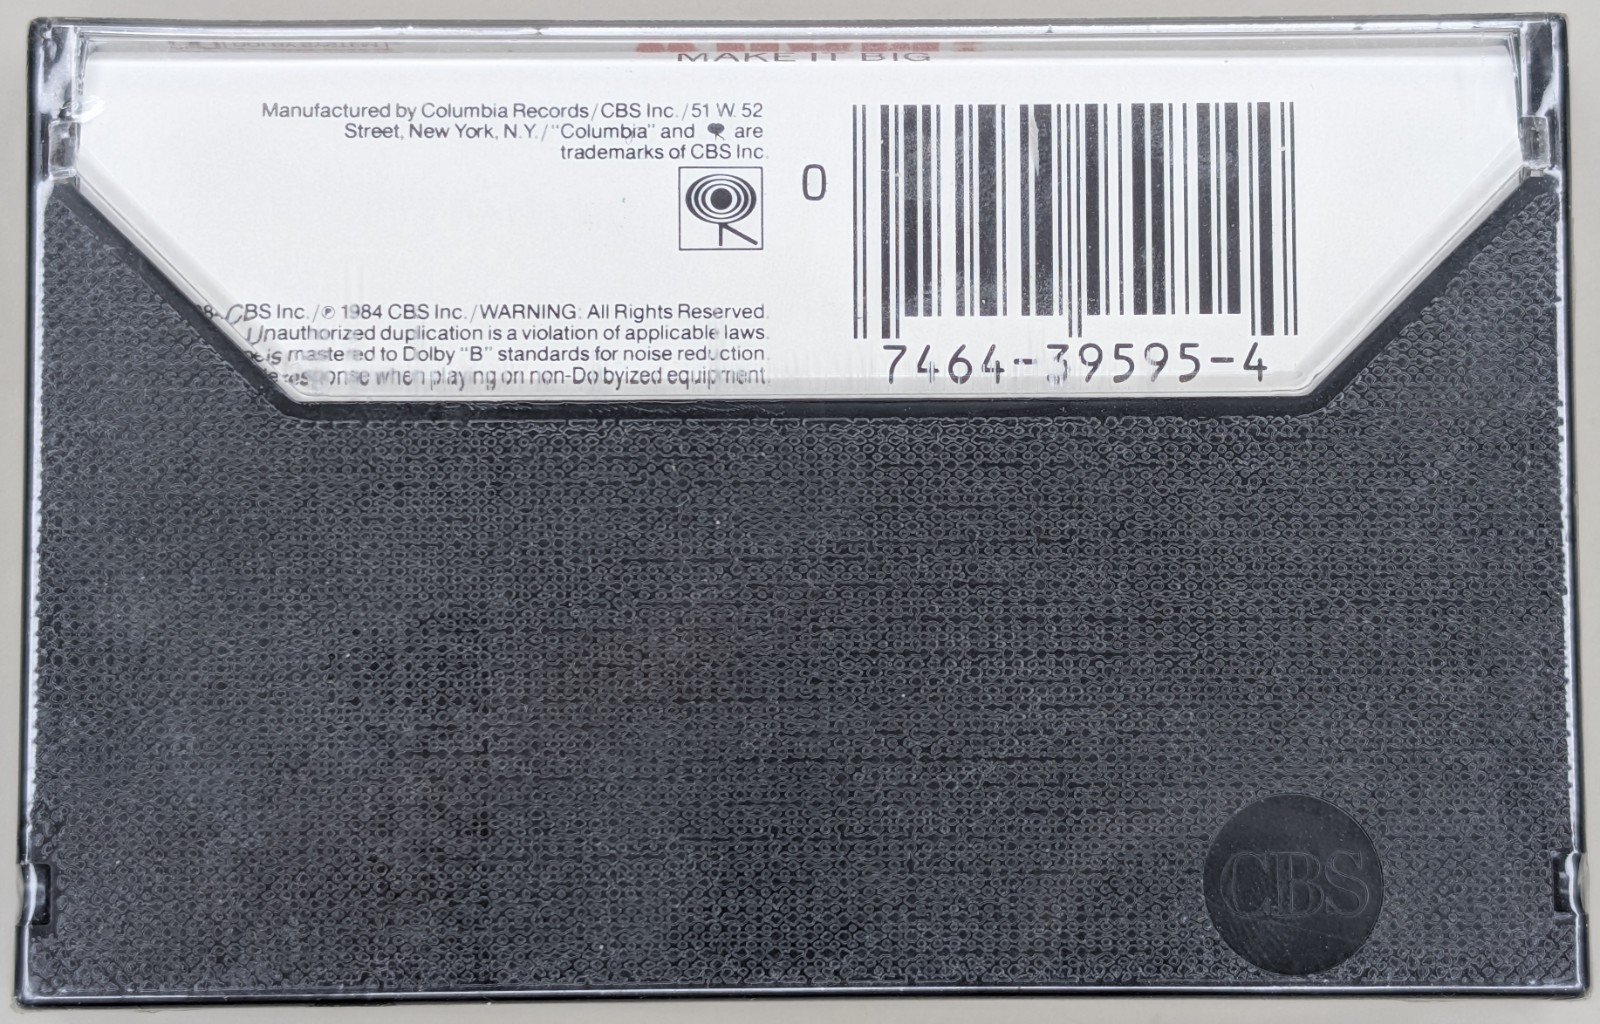 MAKE IT BIG
Manufactured by Columbia Records/CBS Inc./51 W. 52
Street, New York, N.Y./"Columbia" and are
trademarks of CBS Inc.
0
CBS Inc./℗ 1984 CBS Inc./WARNING: All Rights Reserved.
Unauthorized duplication is a violation of applicable laws.
is mastered to Dolby "B" standards for noise reduction.
response when playing on non-Dolbyized equipment.
7464-39595-4
CBS